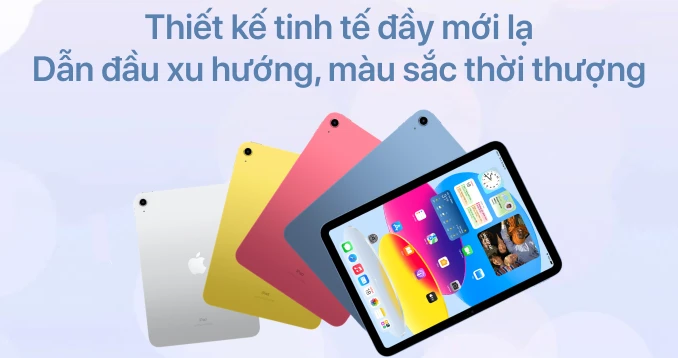 Thiết kế tinh tế đầy mới lạ
Dẫn đầu xu hướng, màu sắc thời thượng